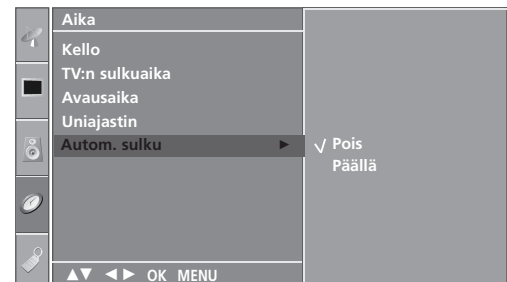 Aika
Kello
TV:n sulkuaika
Avausaika
Uniajastin
Autom. sulku ►
√ Pois
Päällä
▲▼ ◄► OK MENU